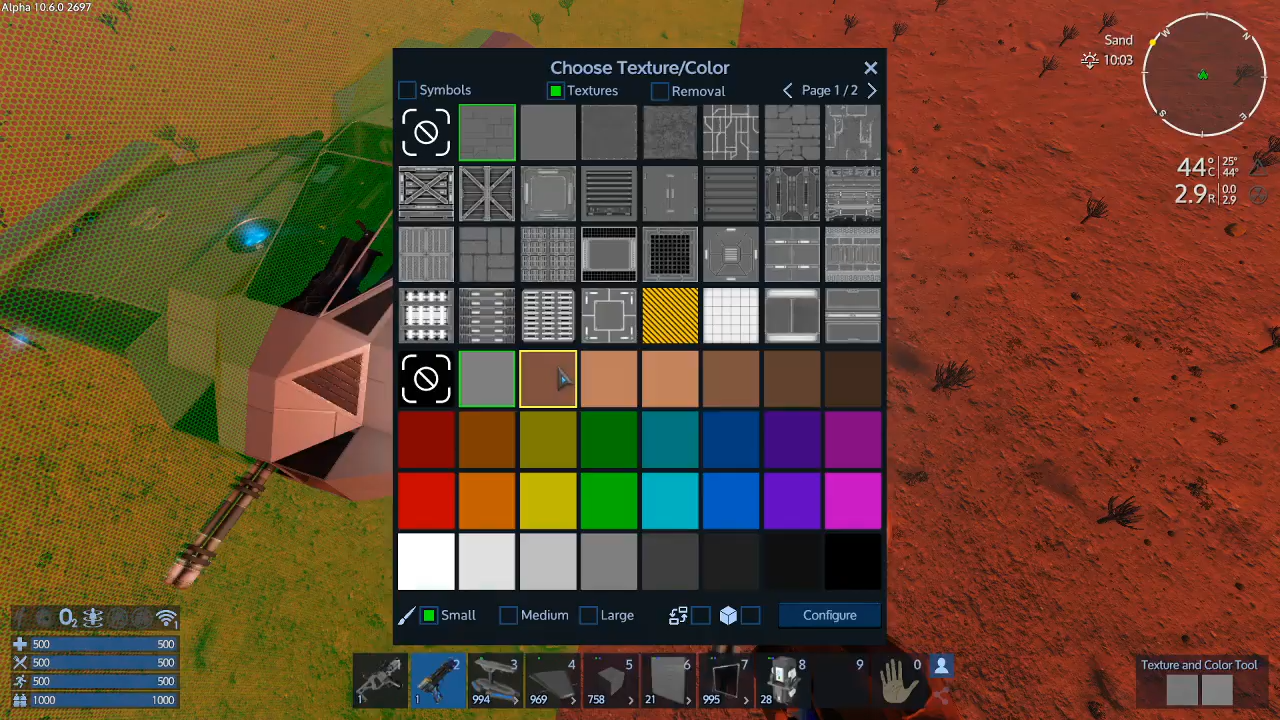 Alpha 10.6.0 2697
Choose Texture/Color
Symbols
Textures
Removal
Page 1 / 2
W
N
S
E
Sand
10:03
44°C
25°
44°
2.9R
0.0
2.9
Small
Medium
Large
Configure
O2
1
500 500
500 500
500 500
1000 1000
1
2
1
3
994
4
969
5
758
6
21
7
995
8
28
9
0
Texture and Color Tool